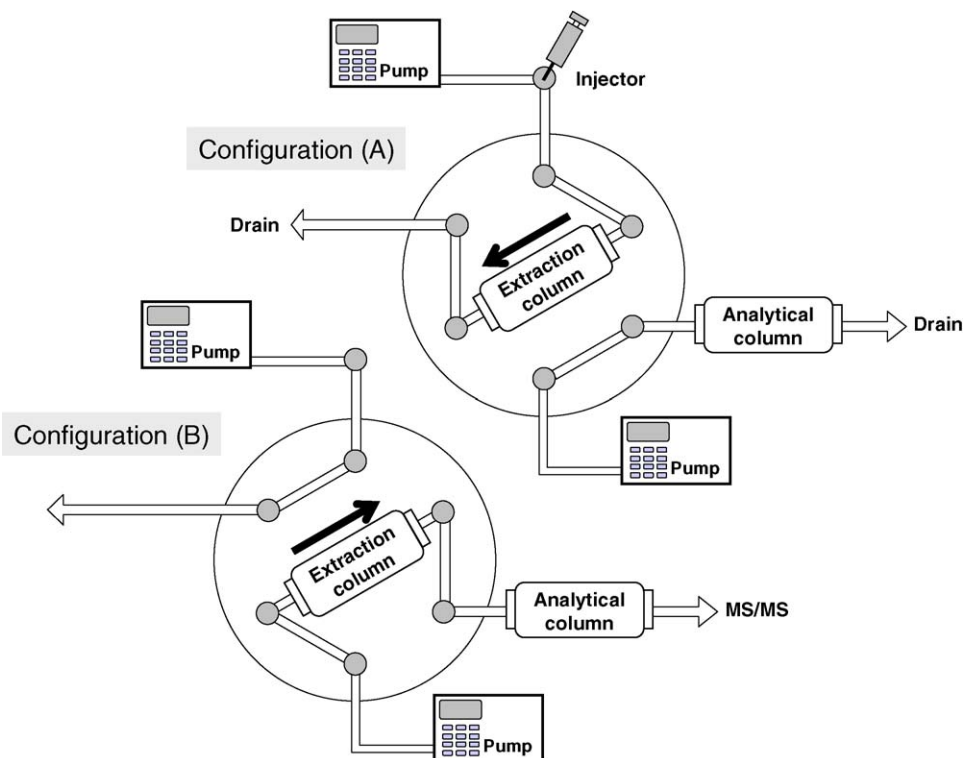 Pump
Injector
Configuration (A)
Drain
Extraction
column
Analytical
column
Drain
Pump
Pump
Configuration (B)
Extraction
column
Analytical
column
MS/MS
Pump